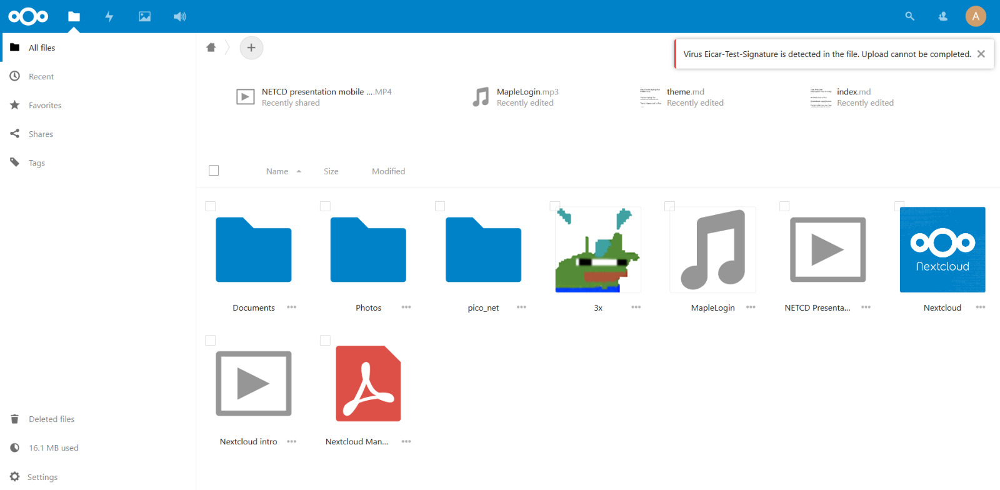 A
All files
Recent
Favorites
Shares
Tags
Deleted files
16.1 MB used
Settings
Virus Eicar-Test-Signature is detected in the file. Upload cannot be completed.
NETCD presentation mobile ....MP4
Recently shared
MapleLogin.mp3
Recently edited
theme.md
Recently edited
index.md
Recently edited
Name
Size
Modified
Documents
Photos
pico_net
3x
MapleLogin
NETCD Presenta...
Nextcloud
Nextcloud
Nextcloud intro
Nextcloud Man...